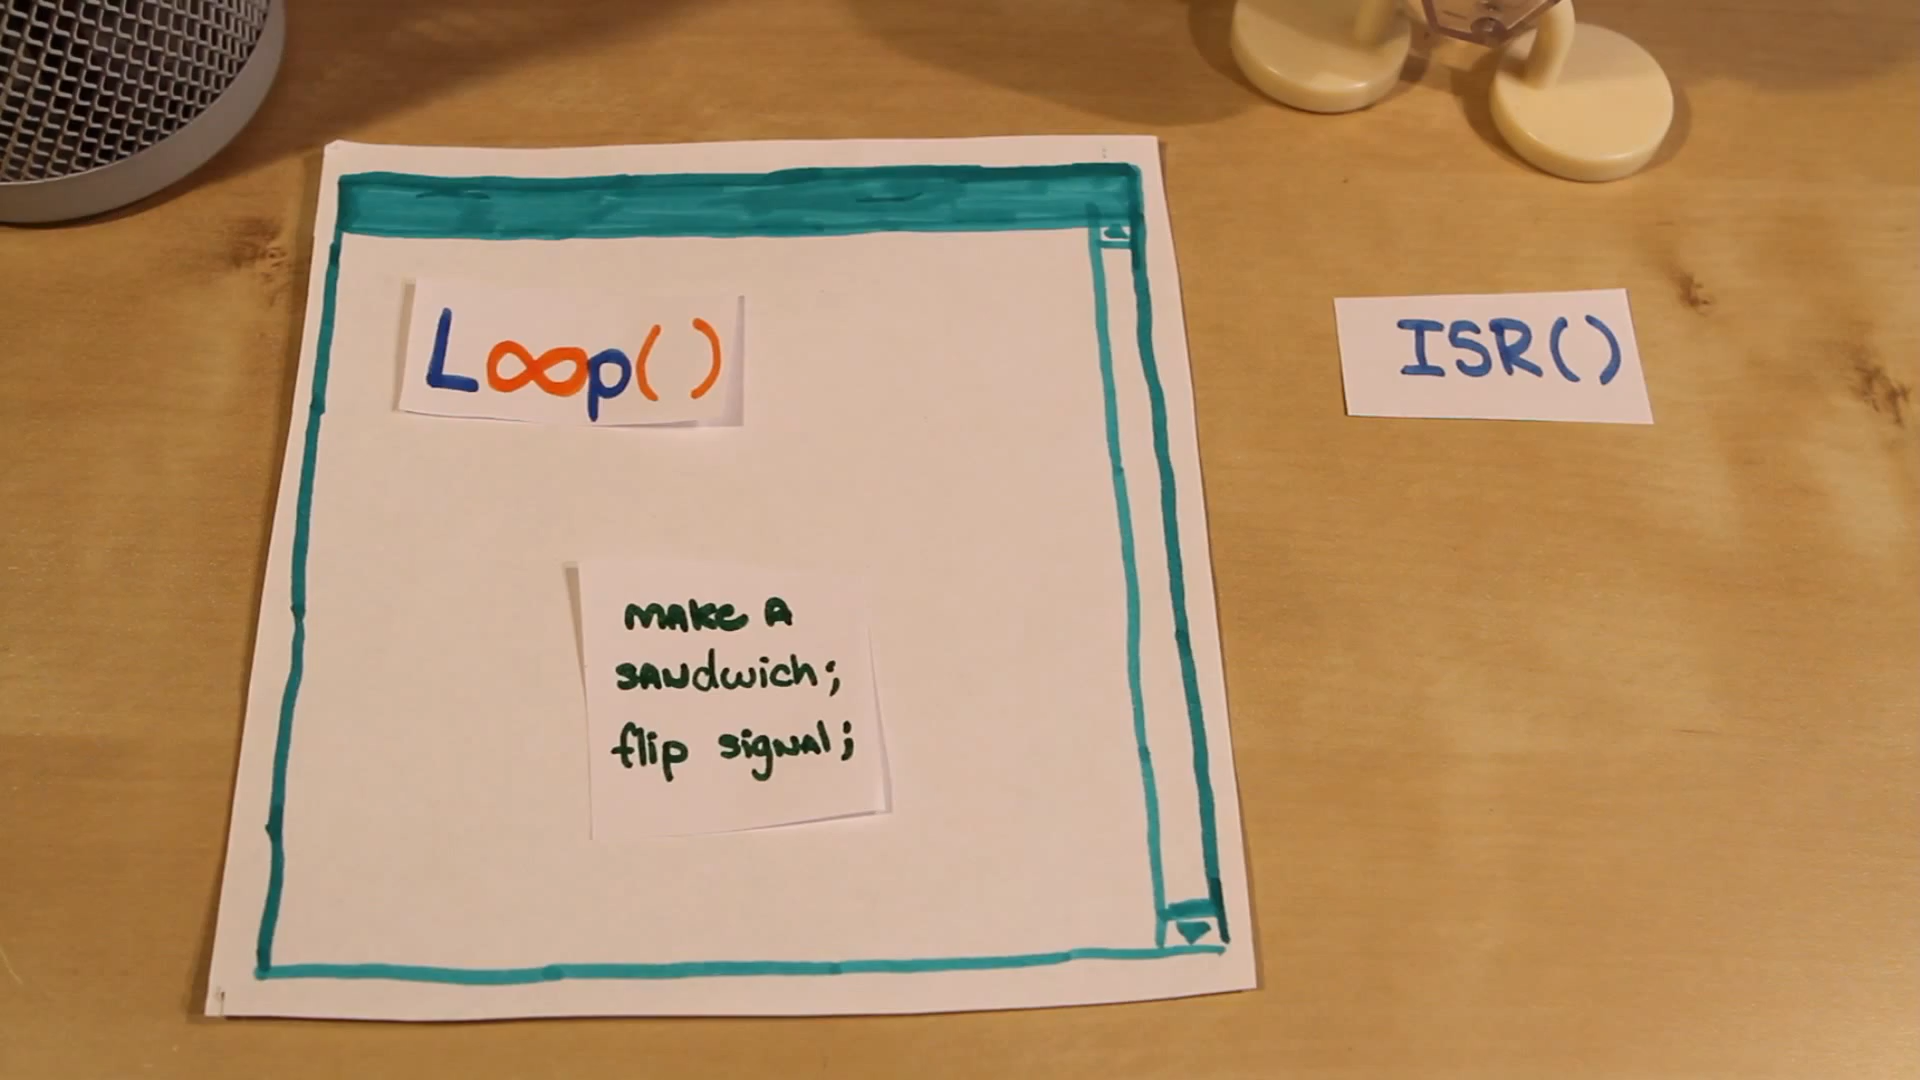 Loop()
ISR()
make a
sandwich;
flip signal;